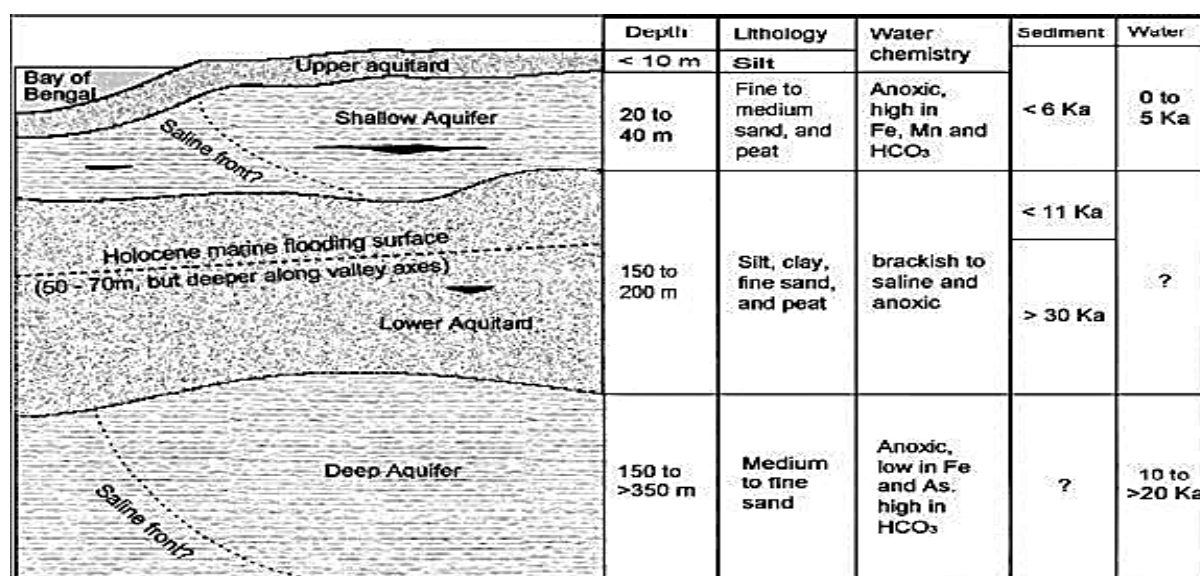 Depth
Lithology
Water
chemistry
Sediment
Water
< 10 m
Silt
Upper aquitard
Bay of
Bengal
Shallow Aquifer
Saline front?
20 to
40 m
Fine to
medium
sand, and
peat
Anoxic,
high in
Fe, Mn and
HCO₃
< 6 Ka
0 to
5 Ka
Holocene marine flooding surface
(50 - 70m, but deeper along valley axes)
Lower Aquitard
150 to
200 m
Silt, clay,
fine sand,
and peat
brackish to
saline and
anoxic
< 11 Ka
> 30 Ka
?
Deep Aquifer
Saline front?
150 to
>350 m
Medium
to fine
sand
Anoxic,
low in Fe
and As.
high in
HCO₃
?
10 to
>20 Ka